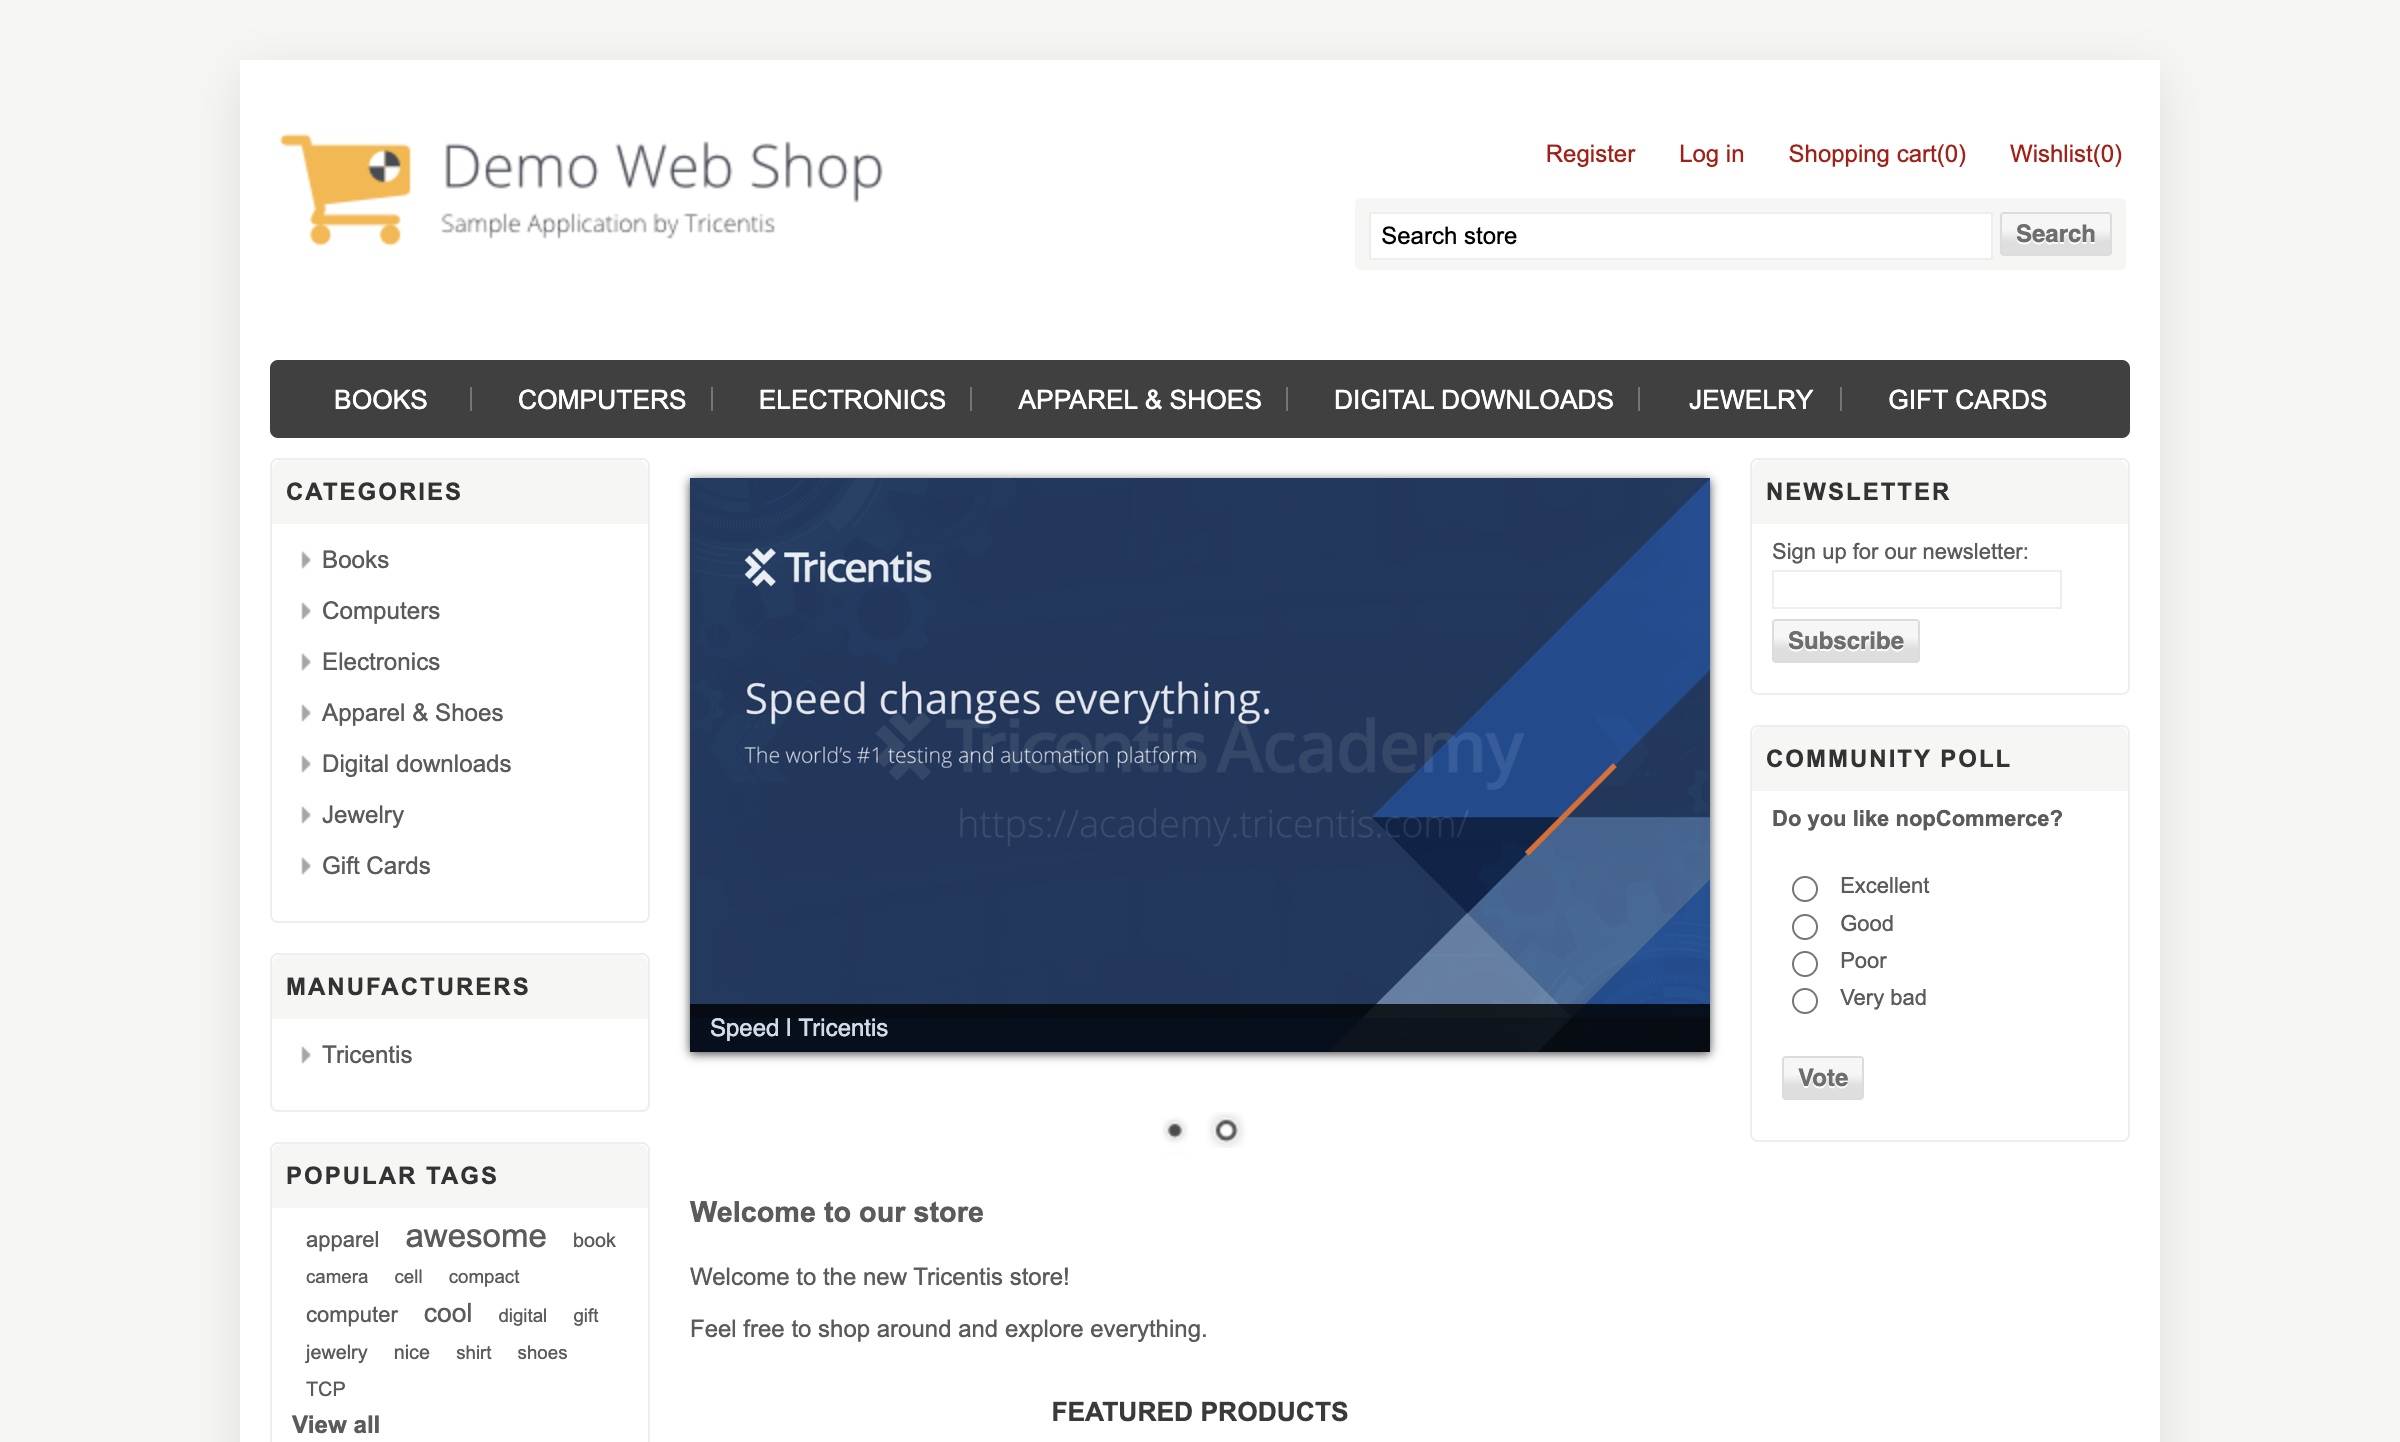 Demo Web Shop
Sample Application by Tricentis
Register Log in Shopping cart(0) Wishlist(0)
Search store Search
BOOKS COMPUTERS ELECTRONICS APPAREL & SHOES DIGITAL DOWNLOADS JEWELRY GIFT CARDS
CATEGORIES
Books
Computers
Electronics
Apparel & Shoes
Digital downloads
Jewelry
Gift Cards
MANUFACTURERS
Tricentis
POPULAR TAGS
apparel awesome book
camera cell compact
computer cool digital gift
jewelry nice shirt shoes
TCP
View all
Tricentis
Speed changes everything.
The world's #1 testing and automation platform
Tricentis Academy
https://academy.tricentis.com/
Speed | Tricentis
Welcome to our store
Welcome to the new Tricentis store!
Feel free to shop around and explore everything.
FEATURED PRODUCTS
NEWSLETTER
Sign up for our newsletter:
Subscribe
COMMUNITY POLL
Do you like nopCommerce?
Excellent
Good
Poor
Very bad
Vote